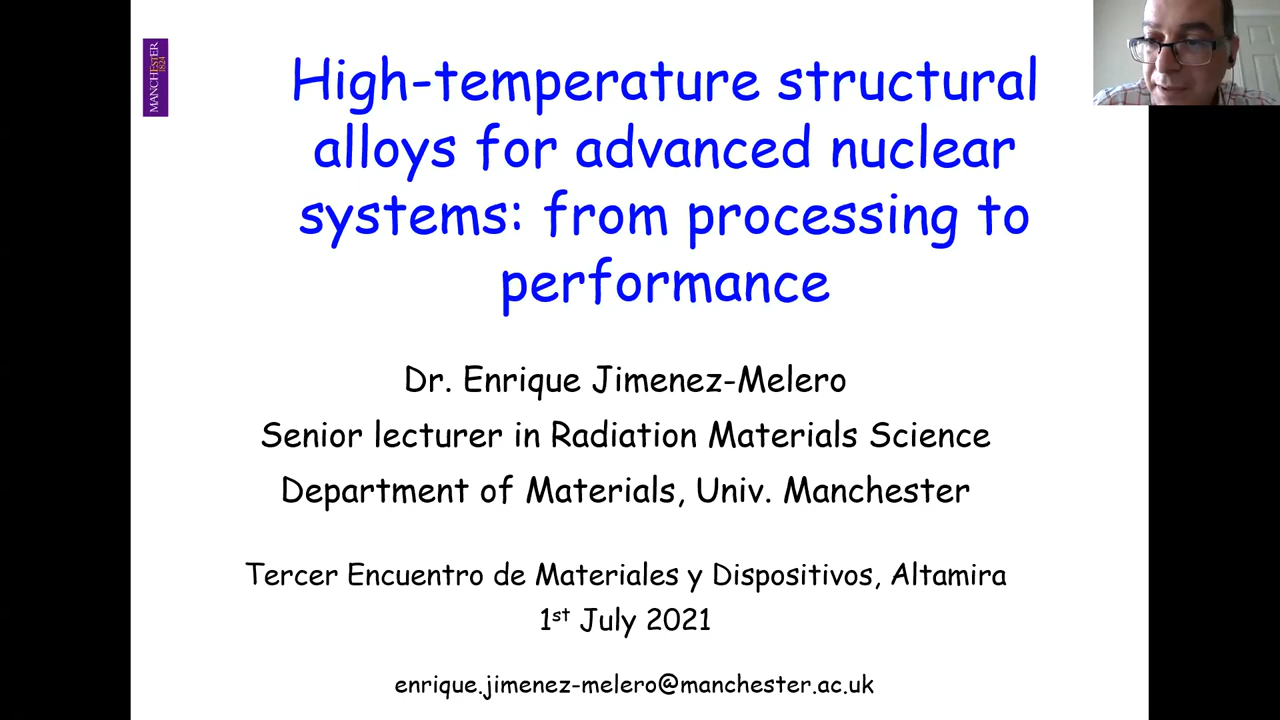 MANCHESTER
1824
High-temperature structural
alloys for advanced nuclear
systems: from processing to
performance
Dr. Enrique Jimenez-Melero
Senior lecturer in Radiation Materials Science
Department of Materials, Univ. Manchester
Tercer Encuentro de Materiales y Dispositivos, Altamira
1st July 2021
enrique.jimenez-melero@manchester.ac.uk